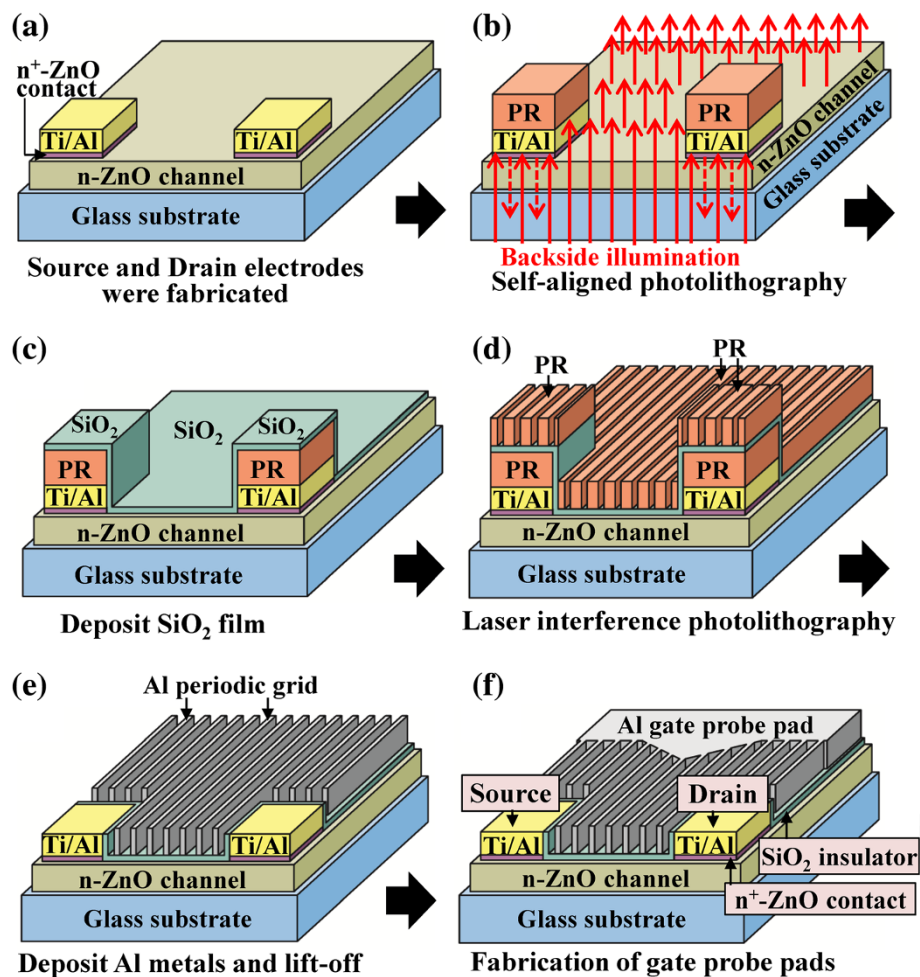 (a)
n⁺-ZnO
contact
Ti/Al
Ti/Al
n-ZnO channel
Glass substrate
Source and Drain electrodes
were fabricated
(b)
PR
PR
Ti/Al
Ti/Al
n-ZnO channel
Glass substrate
Backside illumination
Self-aligned photolithography
(c)
SiO₂
SiO₂
SiO₂
PR
PR
Ti/Al
Ti/Al
n-ZnO channel
Glass substrate
Deposit SiO₂ film
(d)
PR
PR
PR
PR
Ti/Al
Ti/Al
n-ZnO channel
Glass substrate
Laser interference photolithography
(e)
Al periodic grid
Ti/Al
Ti/Al
n-ZnO channel
Glass substrate
Deposit Al metals and lift-off
(f)
Al gate probe pad
Source
Drain
Ti/Al
Ti/Al
SiO₂ insulator
n-ZnO channel
n⁺-ZnO contact
Glass substrate
Fabrication of gate probe pads